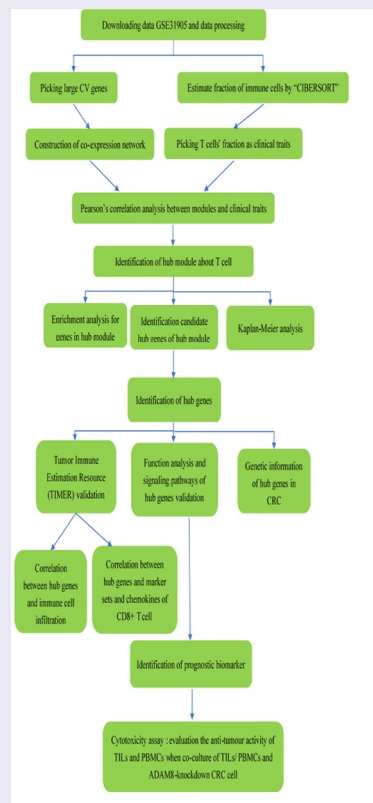 Downloading data GSE31905 and data processing
Picking large CV genes
Estimate fraction of immune cells by “CIBERSORT”
Construction of co-expression network
Picking T cells’ fraction as clinical traits
Pearson’s correlation analysis between modules and clinical traits
Identification of hub module about T cell
Enrichment analysis for
genes in hub module
Identification candidate
hub genes of hub module
Kaplan-Meier analysis
Identification of hub genes
Tumor Immune
Estimation Resource
(TIMER) validation
Function analysis and
signaling pathways of
hub genes validation
Genetic information
of hub genes in
CRC
Correlation
between hub genes
and immune cell
infiltration
Correlation between
hub genes and marker
sets and chemokines of
CD8+ T cell
Identification of prognostic biomarker
Cytotoxicity assay : evaluation the anti-tumour activity of
TILs and PBMCs when co-culture of TILs/ PBMCs and
ADAM8-knockdown CRC cell